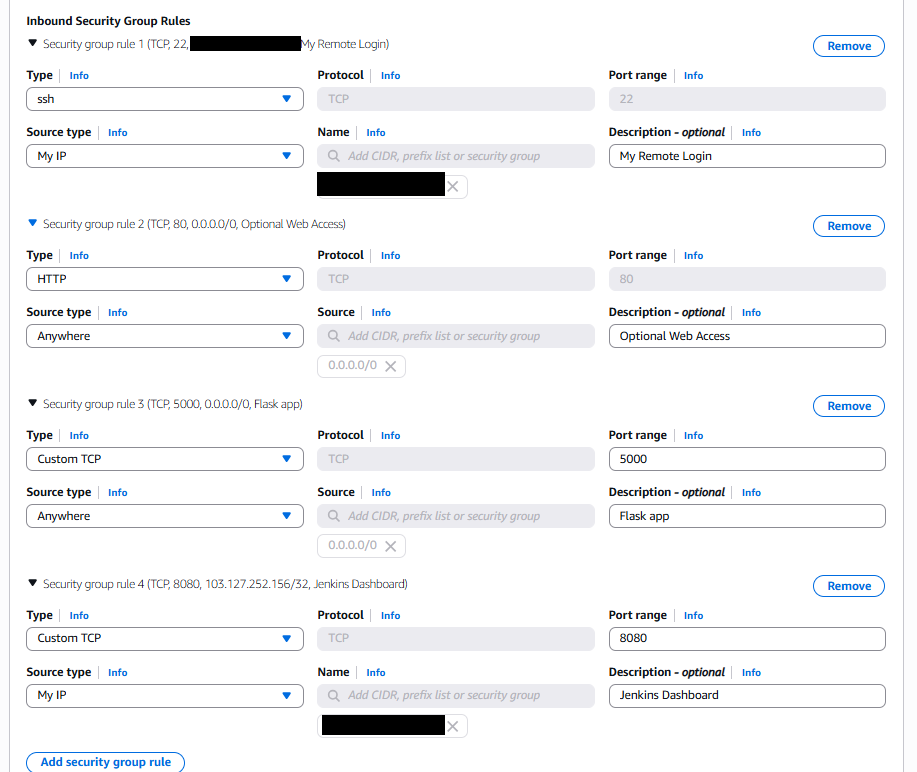 Inbound Security Group Rules
Security group rule 1 (TCP, 22, My Remote Login)
Remove
Type Info Protocol Info Port range Info
ssh TCP 22
Source type Info Name Info Description - optional Info
My IP Add CIDR, prefix list or security group My Remote Login
Security group rule 2 (TCP, 80, 0.0.0.0/0, Optional Web Access)
Remove
Type Info Protocol Info Port range Info
HTTP TCP 80
Source type Info Source Info Description - optional Info
Anywhere Add CIDR, prefix list or security group Optional Web Access
0.0.0.0/0
Security group rule 3 (TCP, 5000, 0.0.0.0/0, Flask app)
Remove
Type Info Protocol Info Port range Info
Custom TCP TCP 5000
Source type Info Source Info Description - optional Info
Anywhere Add CIDR, prefix list or security group Flask app
0.0.0.0/0
Security group rule 4 (TCP, 8080, 103.127.252.156/32, Jenkins Dashboard)
Remove
Type Info Protocol Info Port range Info
Custom TCP TCP 8080
Source type Info Name Info Description - optional Info
My IP Add CIDR, prefix list or security group Jenkins Dashboard
Add security group rule